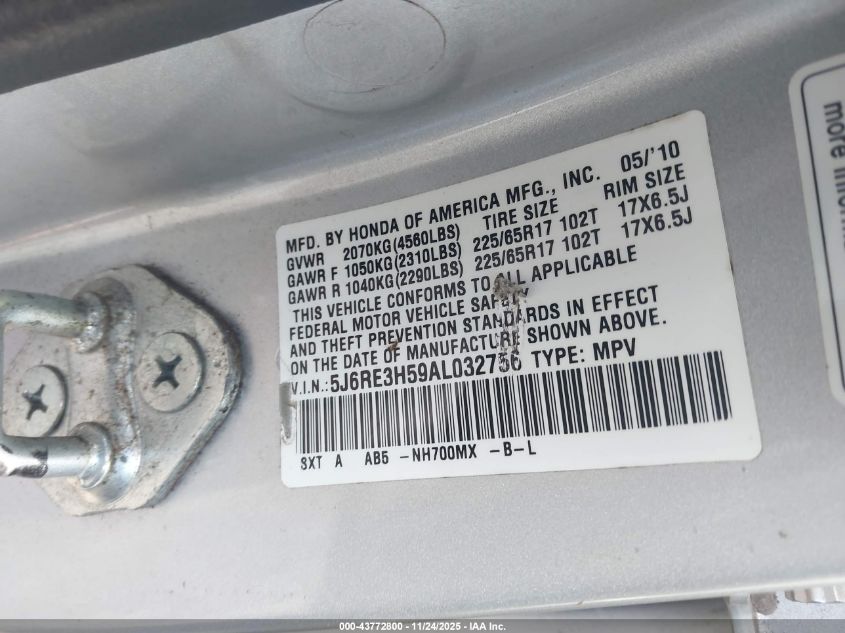 MFD. BY HONDA OF AMERICA MFG., INC. 05/'10
GVWR 2070KG(4560LBS) TIRE SIZE RIM SIZE
GAWR F 1050KG(2310LBS) 225/65R17 102T 17X6.5J
GAWR R 1040KG(2290LBS) 225/65R17 102T 17X6.5J
THIS VEHICLE CONFORMS TO ALL APPLICABLE
FEDERAL MOTOR VEHICLE SAFETY
AND THEFT PREVENTION STANDARDS IN EFFECT
ON THE DATE OF MANUFACTURE SHOWN ABOVE.
V.I.N.: 5J6RE3H59AL032756 TYPE: MPV
SXT A AB5 -NH700MX -B-L
more
000-43772800 - 11/24/2025 - IAA Inc.